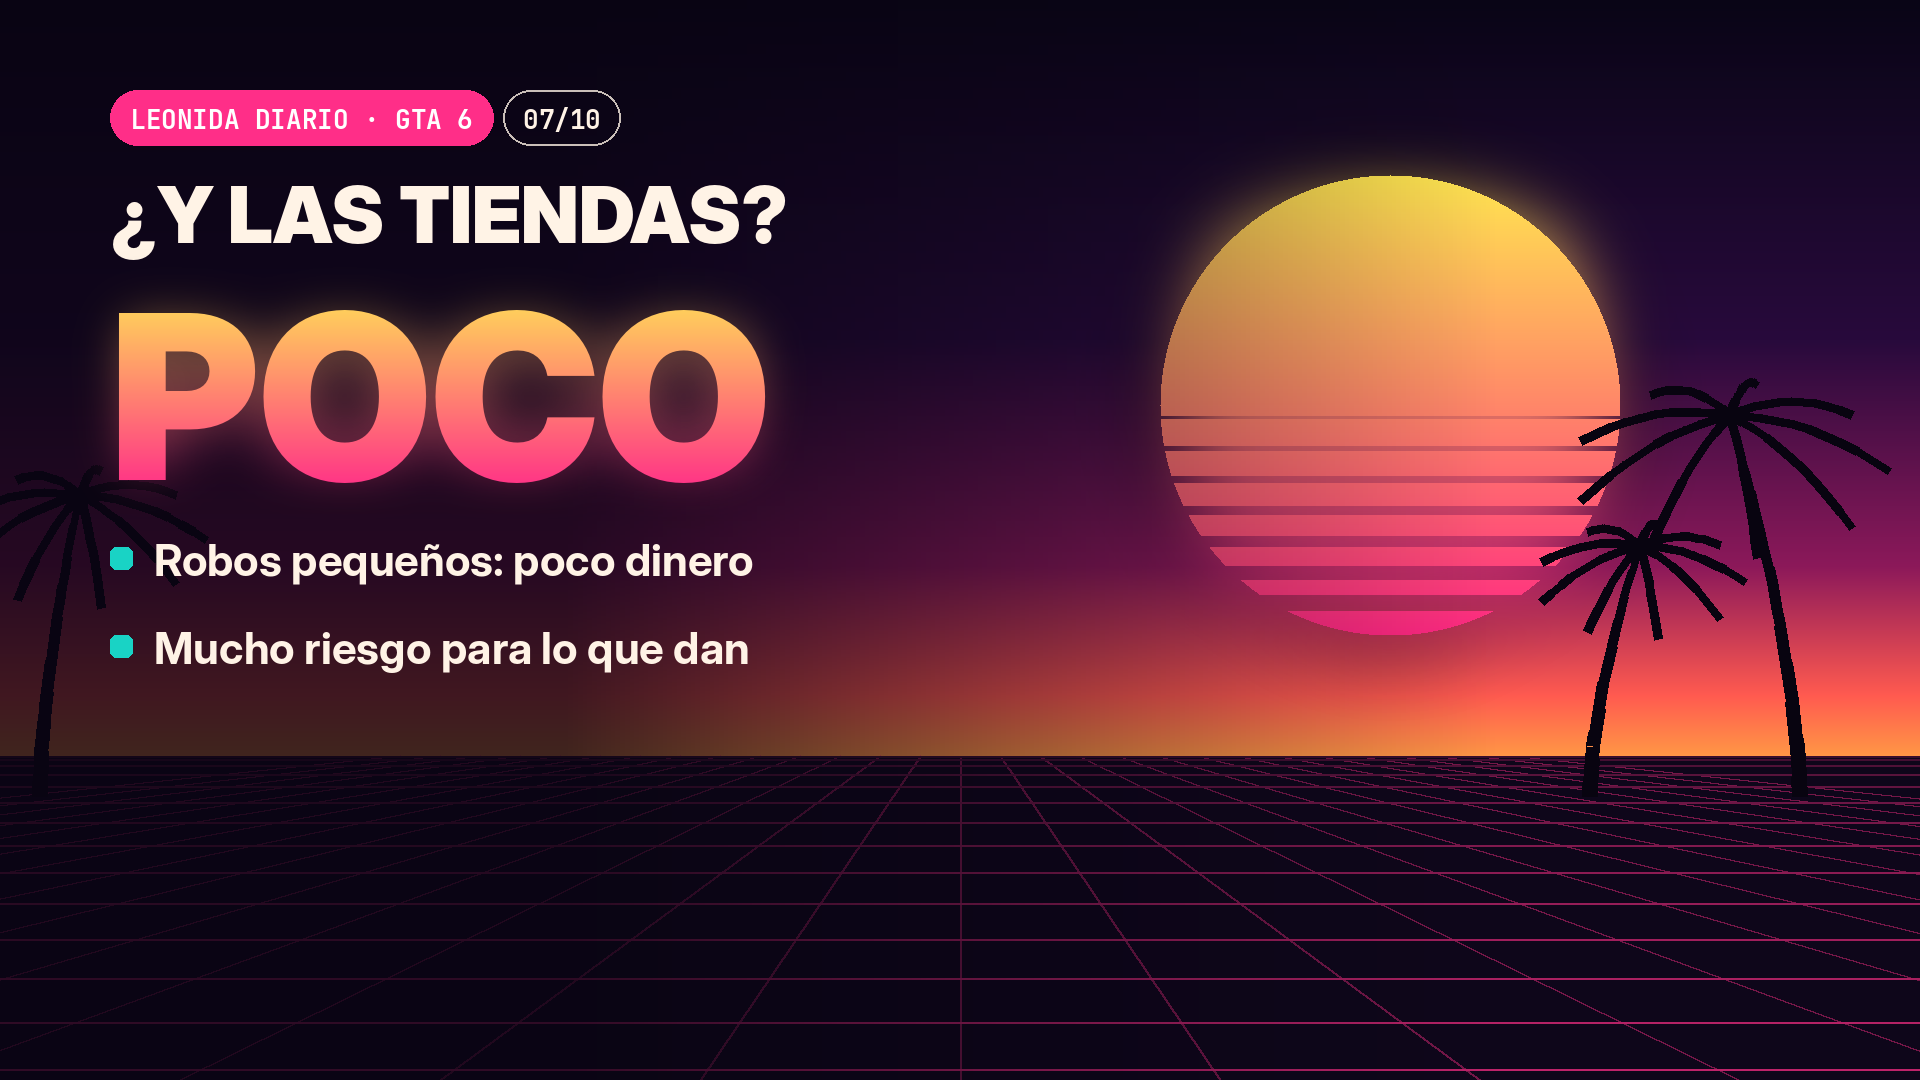 LEONIDA DIARIO · GTA 6 07/10
¿Y LAS TIENDAS?
POCO
Robos pequeños: poco dinero
Mucho riesgo para lo que dan